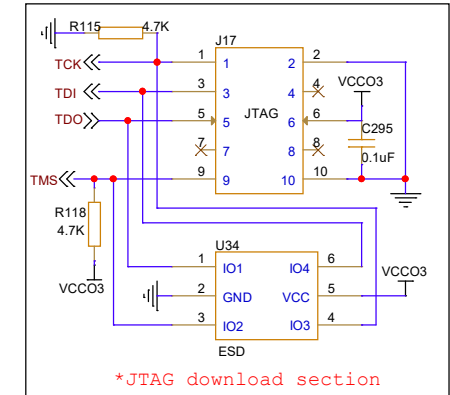 R115 4.7K
J17
TCK 1 1 2 2
VCCO3
TDI 3 3 4 4
JTAG
TDO 5 5 6 6
C295
7 7 8 8
0.1uF
TMS 9 9 10 10
R118
4.7K
U34
VCCO3
1 IO1 IO4 6
VCCO3
2 GND VCC 5
3 IO2 IO3 4
ESD
*JTAG download section